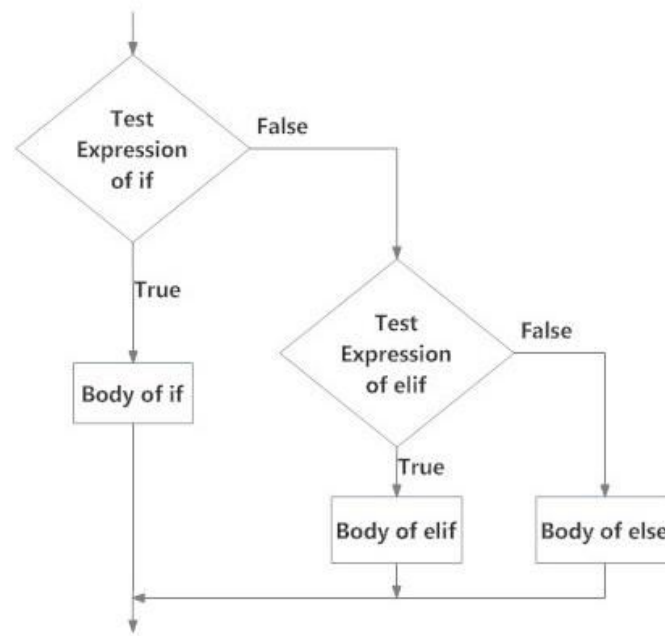 Test
Expression
of if
False
True
Body of if
Test
Expression
of elif
False
True
Body of elif
Body of else